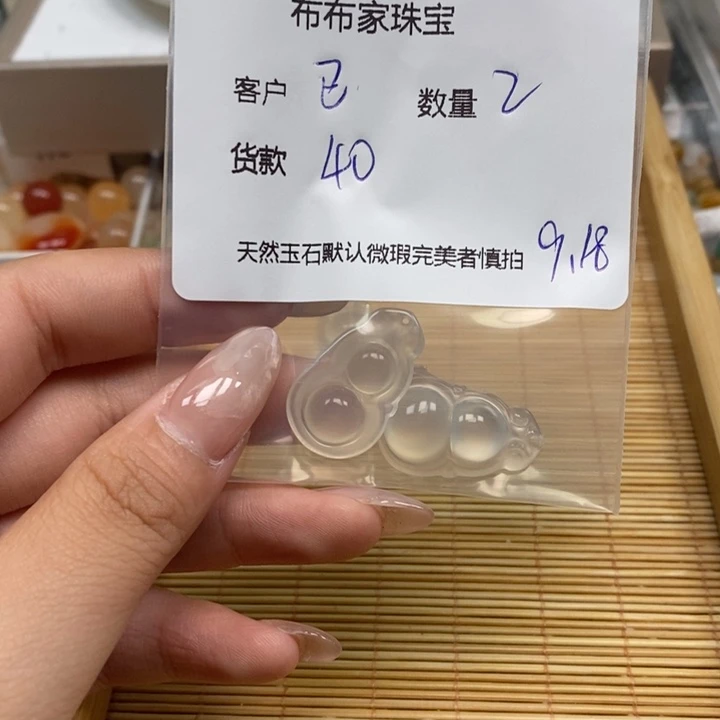 布布家珠宝
客户 已 数量 2
货款 40
天然玉石默认微瑕完美者慎拍 9.18